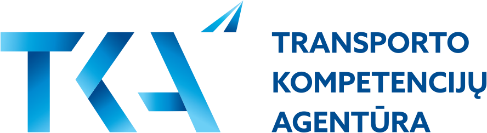 TKA
TRANSPORTO
KOMPETENCIJŲ
AGENTŪRA